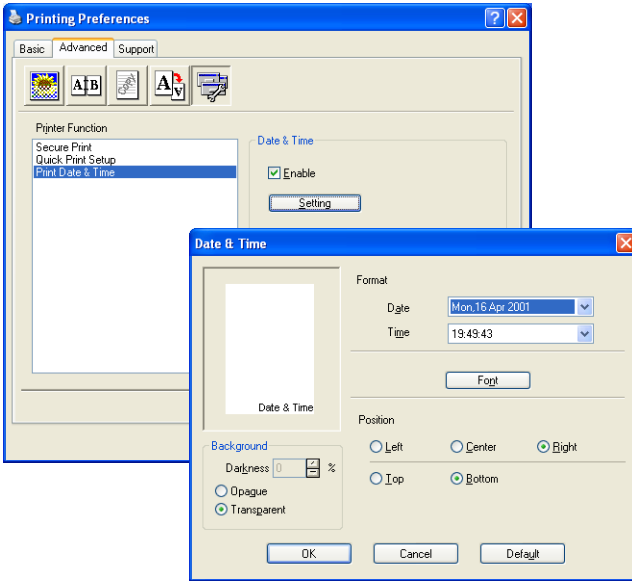 Printing Preferences
Basic Advanced Support
A B
A V
Printer Function
Secure Print
Quick Print Setup
Print Date & Time
Date & Time
Enable
Setting
Date & Time
Date & Time
Format
Date Mon,16 Apr 2001
Time 19:49:43
Font
Background
Darkness 0 %
Opaque
Transparent
Position
Left Center Right
Top Bottom
OK Cancel Default